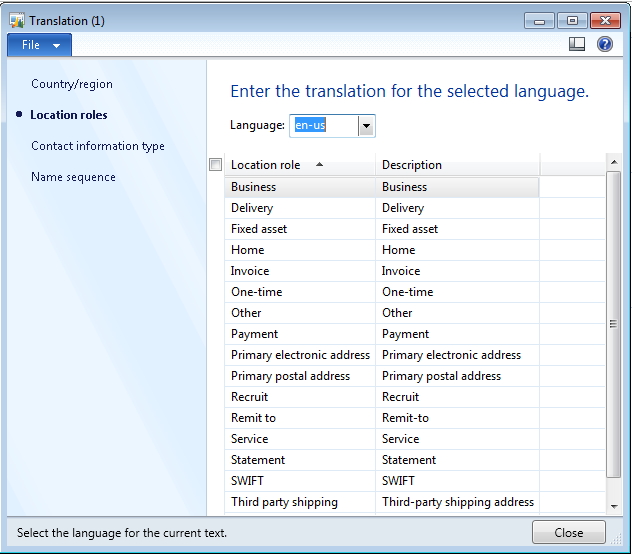 Translation (1)
File
?
Country/region
Location roles
Contact information type
Name sequence
Enter the translation for the selected language.
Language: en-us
Location role Description
Business Business
Delivery Delivery
Fixed asset Fixed asset
Home Home
Invoice Invoice
One-time One-time
Other Other
Payment Payment
Primary electronic address Primary electronic address
Primary postal address Primary postal address
Recruit Recruit
Remit to Remit-to
Service Service
Statement Statement
SWIFT SWIFT
Third party shipping Third-party shipping address
Select the language for the current text.
Close